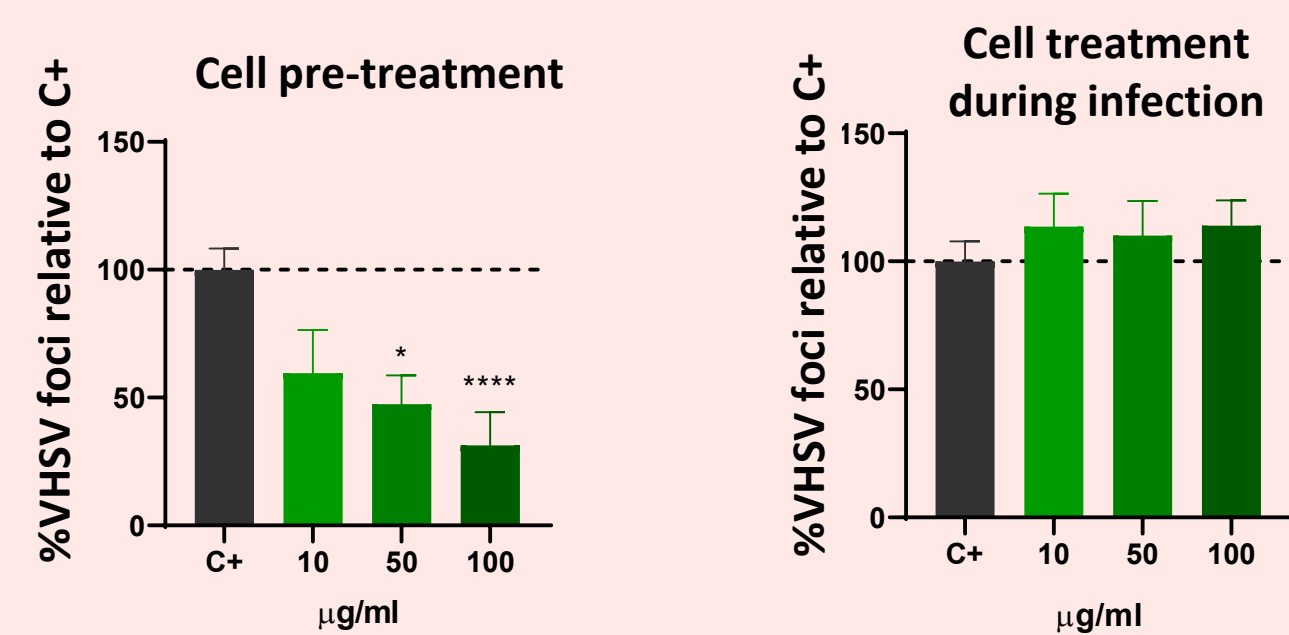 Cell pre-treatment
%VHSV foci relative to C+
150
100
50
0
*
****
C+ 10 50 100
μg/ml
Cell treatment
during infection
%VHSV foci relative to C+
150
100
50
0
C+ 10 50 100
μg/ml